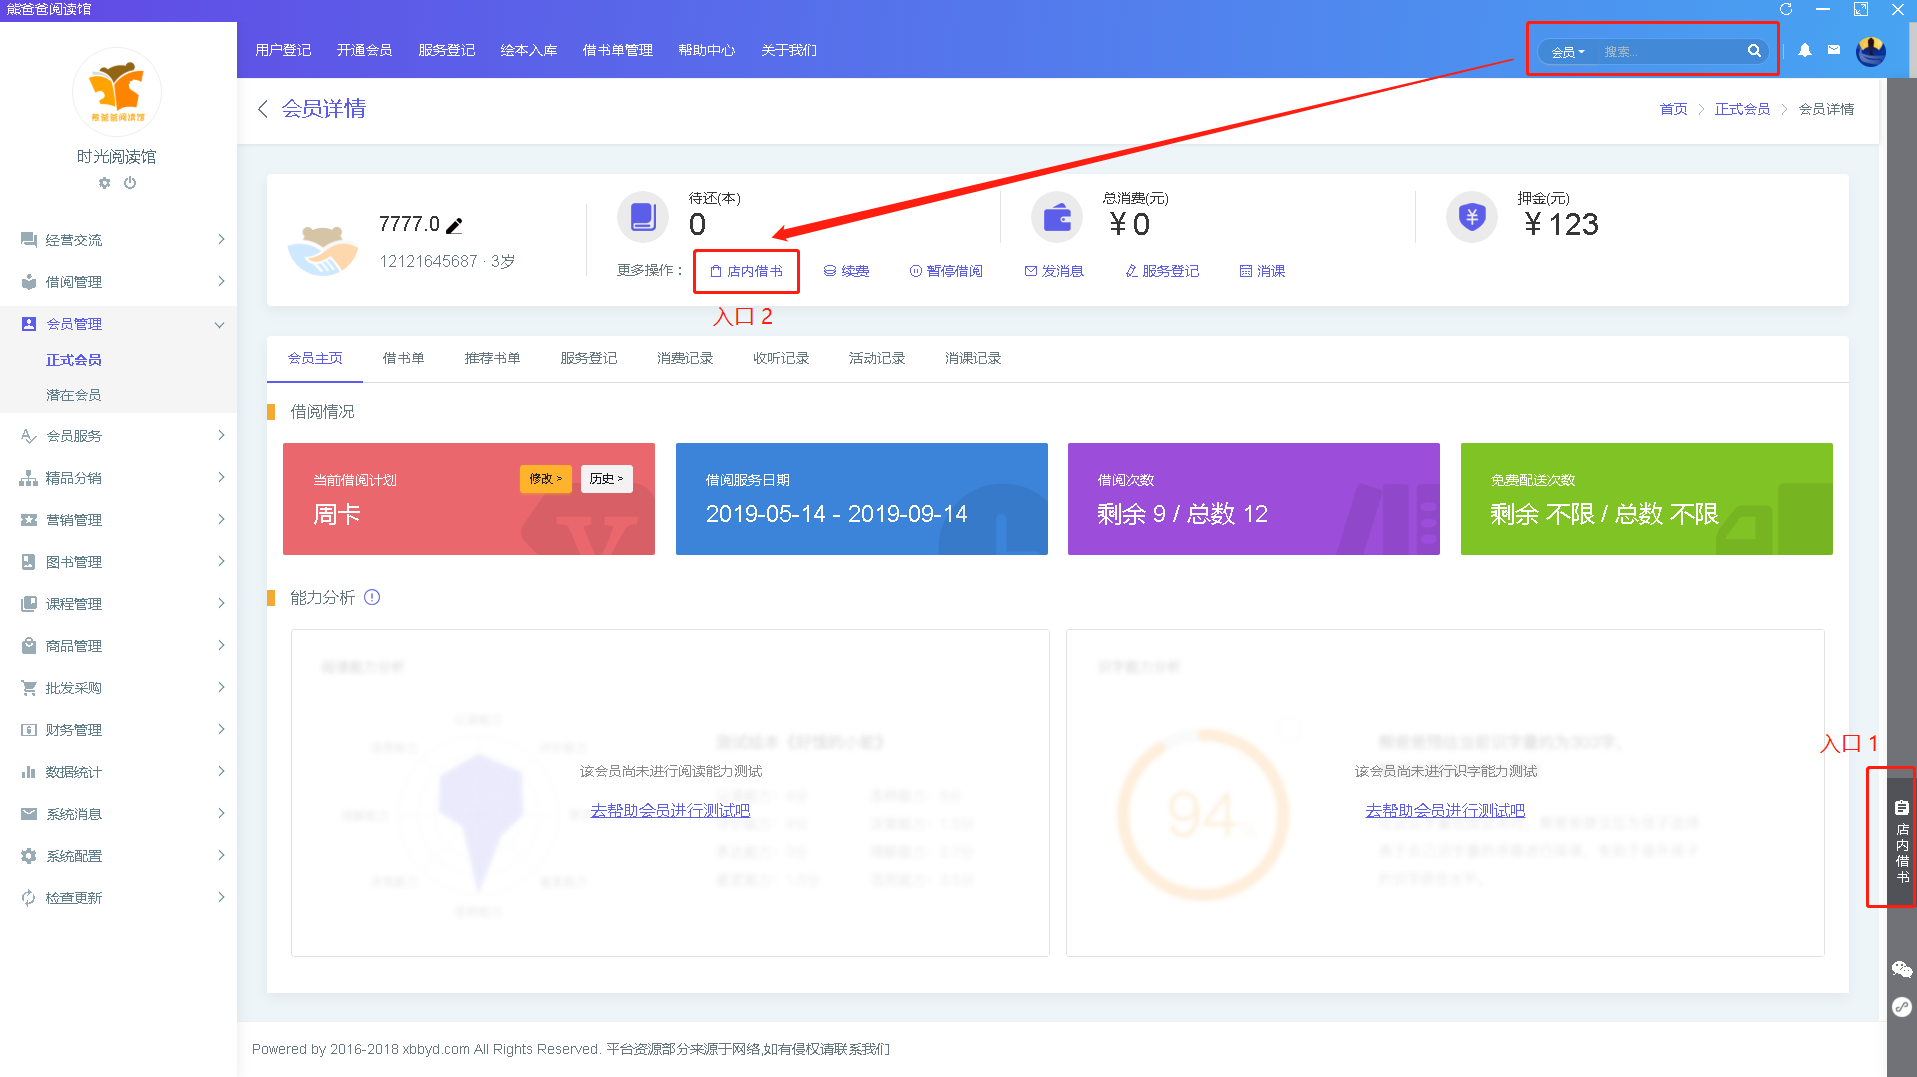 熊爸爸阅读馆
用户登记 开通会员 服务登记 绘本入库 借书单管理 帮助中心 关于我们
会员 搜索...
熊爸爸阅读馆
时光阅读馆
经营交流
借阅管理
会员管理
正式会员
潜在会员
会员服务
精品分销
营销管理
图书管理
课程管理
商品管理
批发采购
财务管理
数据统计
系统消息
系统配置
检查更新
会员详情
首页 > 正式会员 > 会员详情
7777.0
12121645687 · 3岁
待还(本)
0
总消费(元)
¥0
押金(元)
¥123
更多操作： 店内借书 续费 暂停借阅 发消息 服务登记 消课
入口 2
会员主页 借书单 推荐书单 服务登记 消费记录 收听记录 活动记录 消课记录
借阅情况
当前借阅计划 修改 > 历史 >
周卡
借阅服务日期
2019-05-14 - 2019-09-14
借阅次数
剩余 9 / 总数 12
免费配送次数
剩余 不限 / 总数 不限
能力分析
该会员尚未进行阅读能力测试
去帮助会员进行测试吧
识字能力分析
94
该会员尚未进行识字能力测试
去帮助会员进行测试吧
入口 1
店内借书
Powered by 2016-2018 xbbyd.com All Rights Reserved. 平台资源部分来源于网络,如有侵权请联系我们